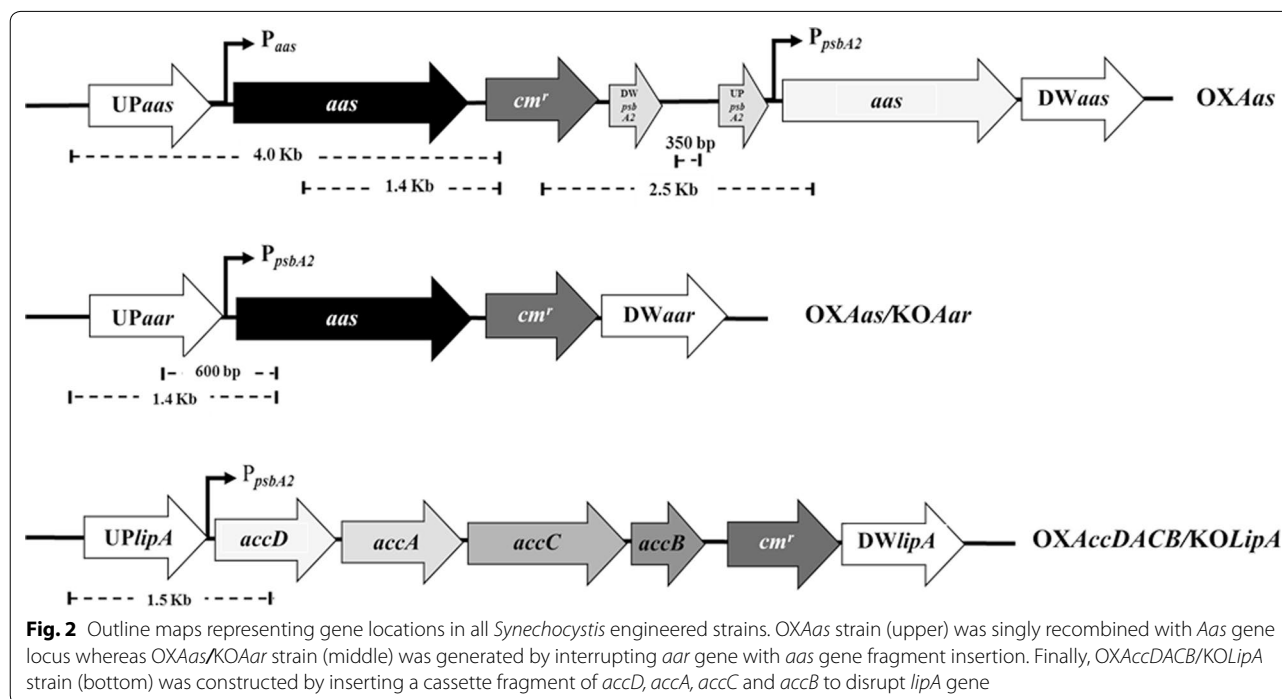 P_aas
P_psbA2
UPaas
aas
cm^r
DW
psb
A2
UP
psb
A2
aas
DWaas
OXAas
350 bp
4.0 Kb
1.4 Kb
2.5 Kb
P_psbA2
UPaar
aas
cm^r
DWaar
OXAas/KOAar
600 bp
1.4 Kb
P_psbA2
UPlipA
accD
accA
accC
accB
cm^r
DWlipA
OXAccDACB/KOLipA
1.5 Kb
Fig. 2 Outline maps representing gene locations in all Synechocystis engineered strains. OXAas strain (upper) was singly recombined with Aas gene
locus whereas OXAas/KOAar strain (middle) was generated by interrupting aar gene with aas gene fragment insertion. Finally, OXAccDACB/KOLipA
strain (bottom) was constructed by inserting a cassette fragment of accD, accA, accC and accB to disrupt lipA gene